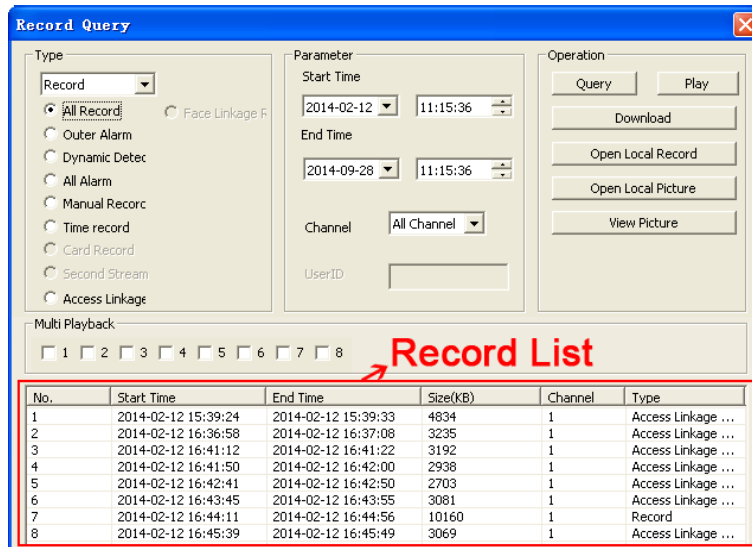 Record Query
Type
Record
All Record
Face Linkage R
Outer Alarm
Dynamic Detec
All Alarm
Manual Recorc
Time record
Card Record
Second Stream
Access Linkage
Parameter
Start Time
2014-02-12 11:15:36
End Time
2014-09-28 11:15:36
Channel All Channel
UserID
Operation
Query Play
Download
Open Local Record
Open Local Picture
View Picture
Multi Playback
1 2 3 4 5 6 7 8
Record List
No. Start Time End Time Size(KB) Channel Type
1 2014-02-12 15:39:24 2014-02-12 15:39:33 4834 1 Access Linkage ...
2 2014-02-12 16:36:58 2014-02-12 16:37:08 3235 1 Access Linkage ...
3 2014-02-12 16:41:12 2014-02-12 16:41:22 3192 1 Access Linkage ...
4 2014-02-12 16:41:50 2014-02-12 16:42:00 2938 1 Access Linkage ...
5 2014-02-12 16:42:41 2014-02-12 16:42:50 2703 1 Access Linkage ...
6 2014-02-12 16:43:45 2014-02-12 16:43:55 3081 1 Access Linkage ...
7 2014-02-12 16:44:11 2014-02-12 16:44:56 10160 1 Record
8 2014-02-12 16:45:39 2014-02-12 16:45:49 3069 1 Access Linkage ...